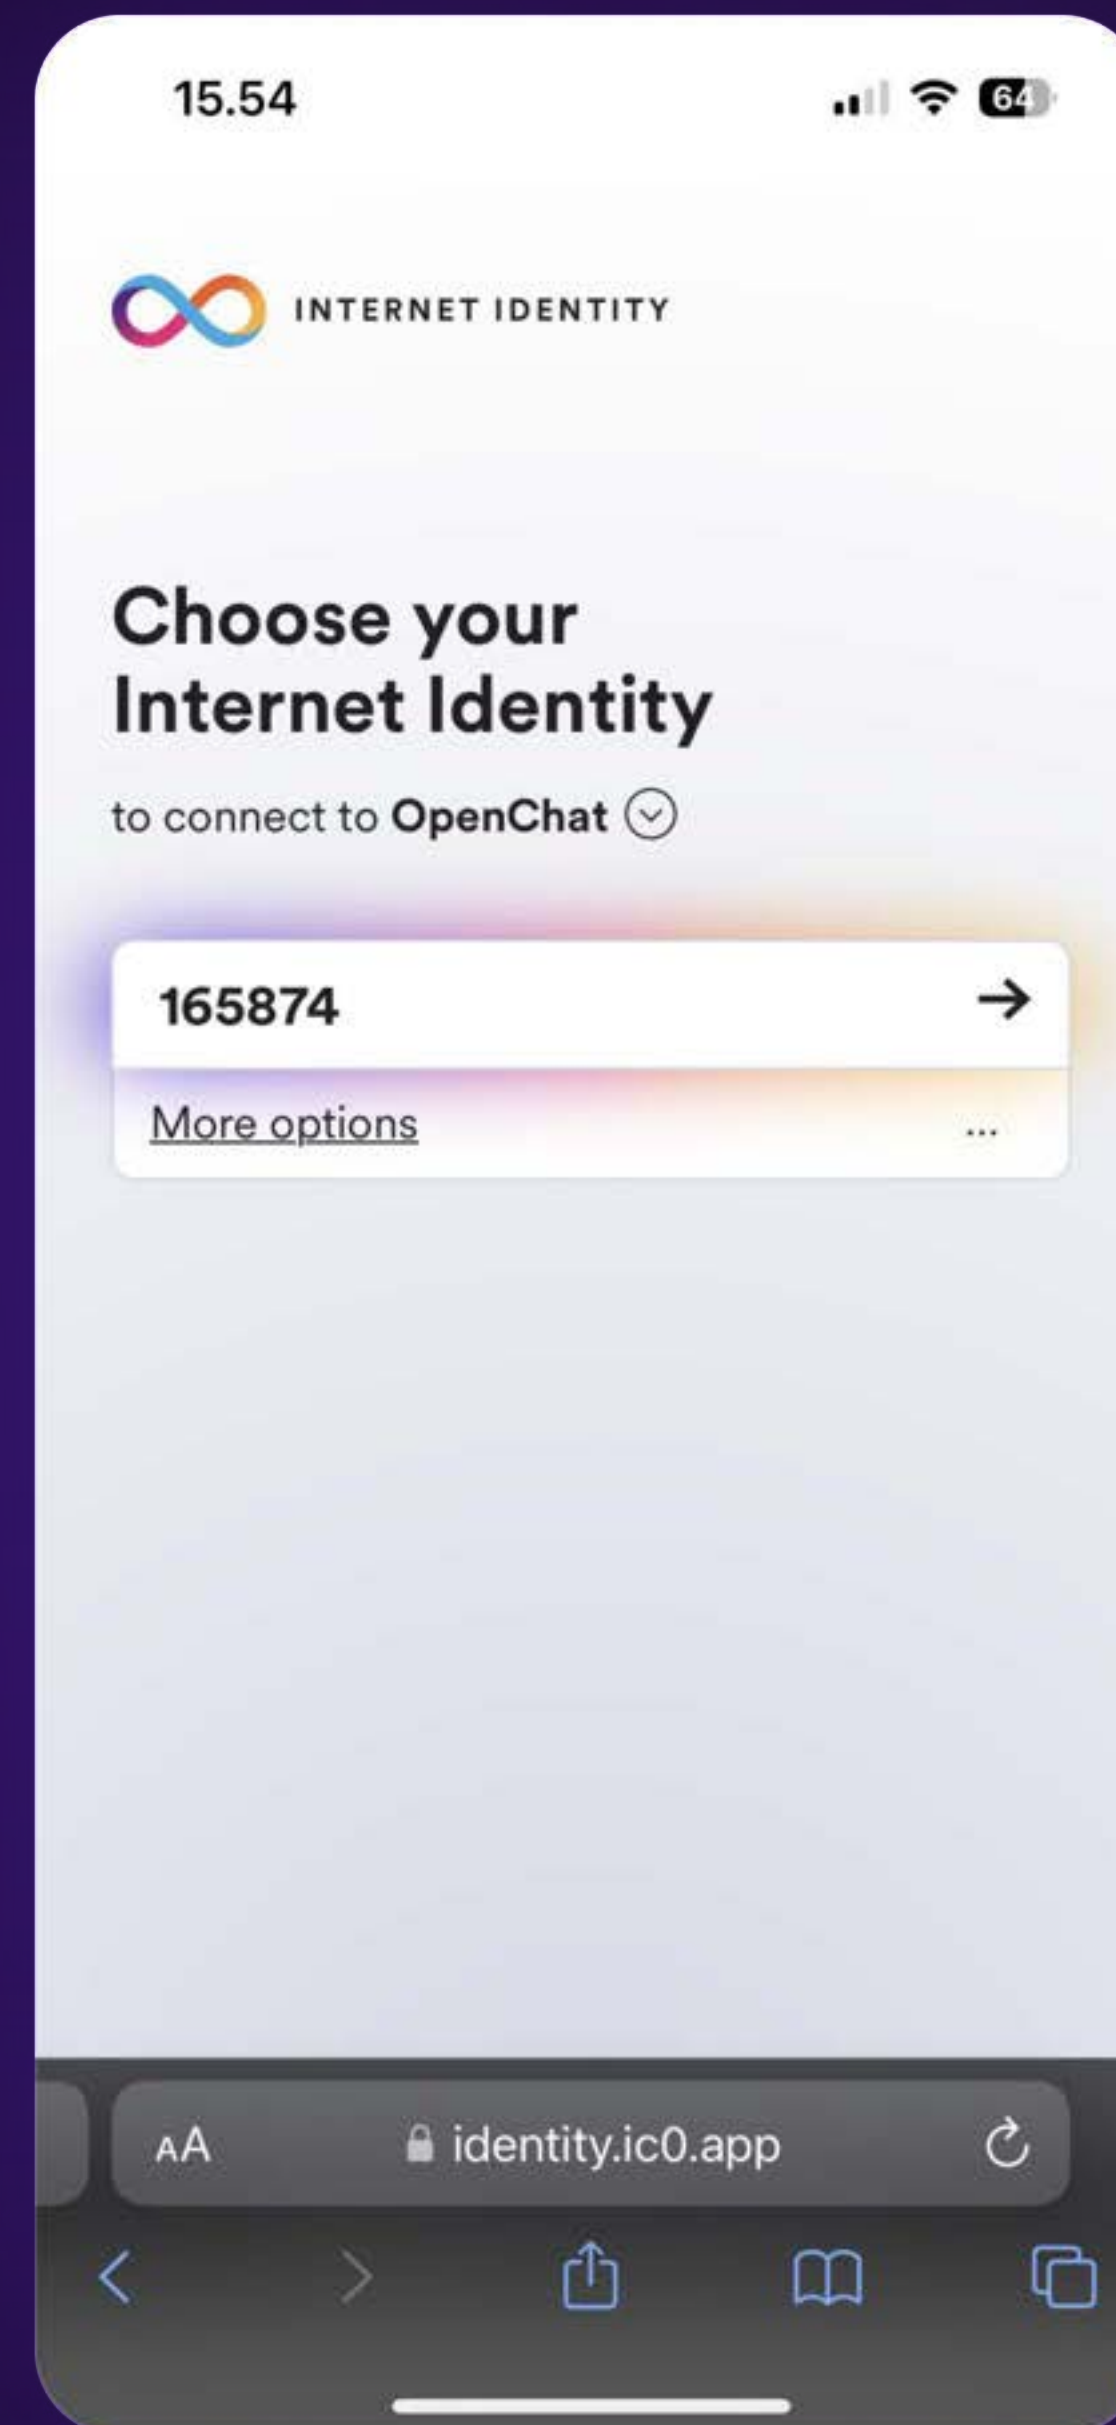 15.54
64
INTERNET IDENTITY
Choose your
Internet Identity
to connect to OpenChat
165874
More options
...
AA
identity.ic0.app